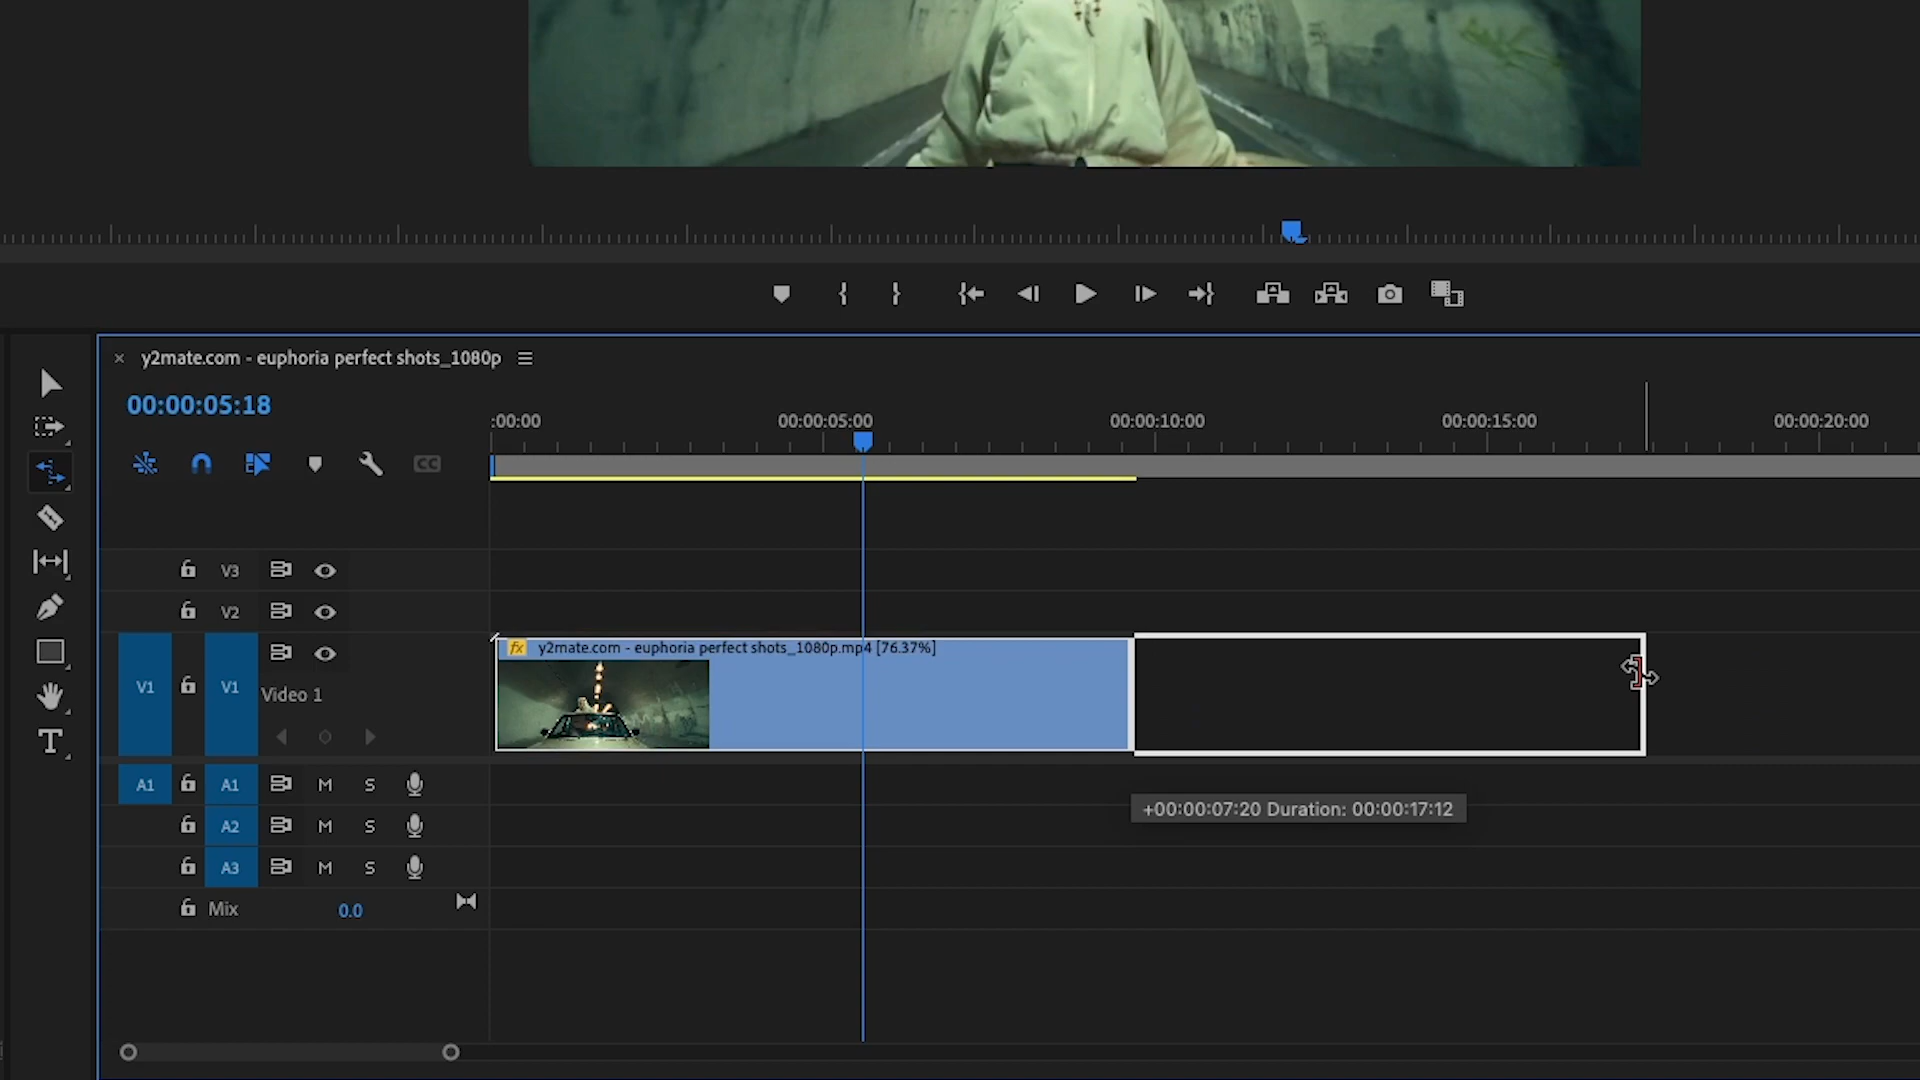 y2mate.com - euphoria perfect shots_1080p
00:00:05:18
:00:00
00:00:05:00
00:00:10:00
00:00:15:00
00:00:20:00
CC
V3
V2
fx y2mate.com - euphoria perfect shots_1080p.mp4 [76.37%]
V1
V1
Video 1
A1
A1
M
S
+00:00:07:20 Duration: 00:00:17:12
A2
M
S
A3
M
S
Mix
0.0